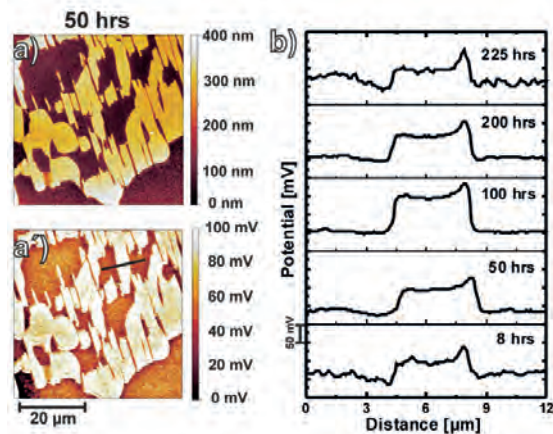 50 hrs
a)
400 nm
300 nm
200 nm
100 nm
0 nm
a')
100 mV
80 mV
60 mV
40 mV
20 mV
0 mV
20 µm
b)
Potential [mV]
50 mV
225 hrs
200 hrs
100 hrs
50 hrs
8 hrs
0 3 6 9 12
Distance [µm]